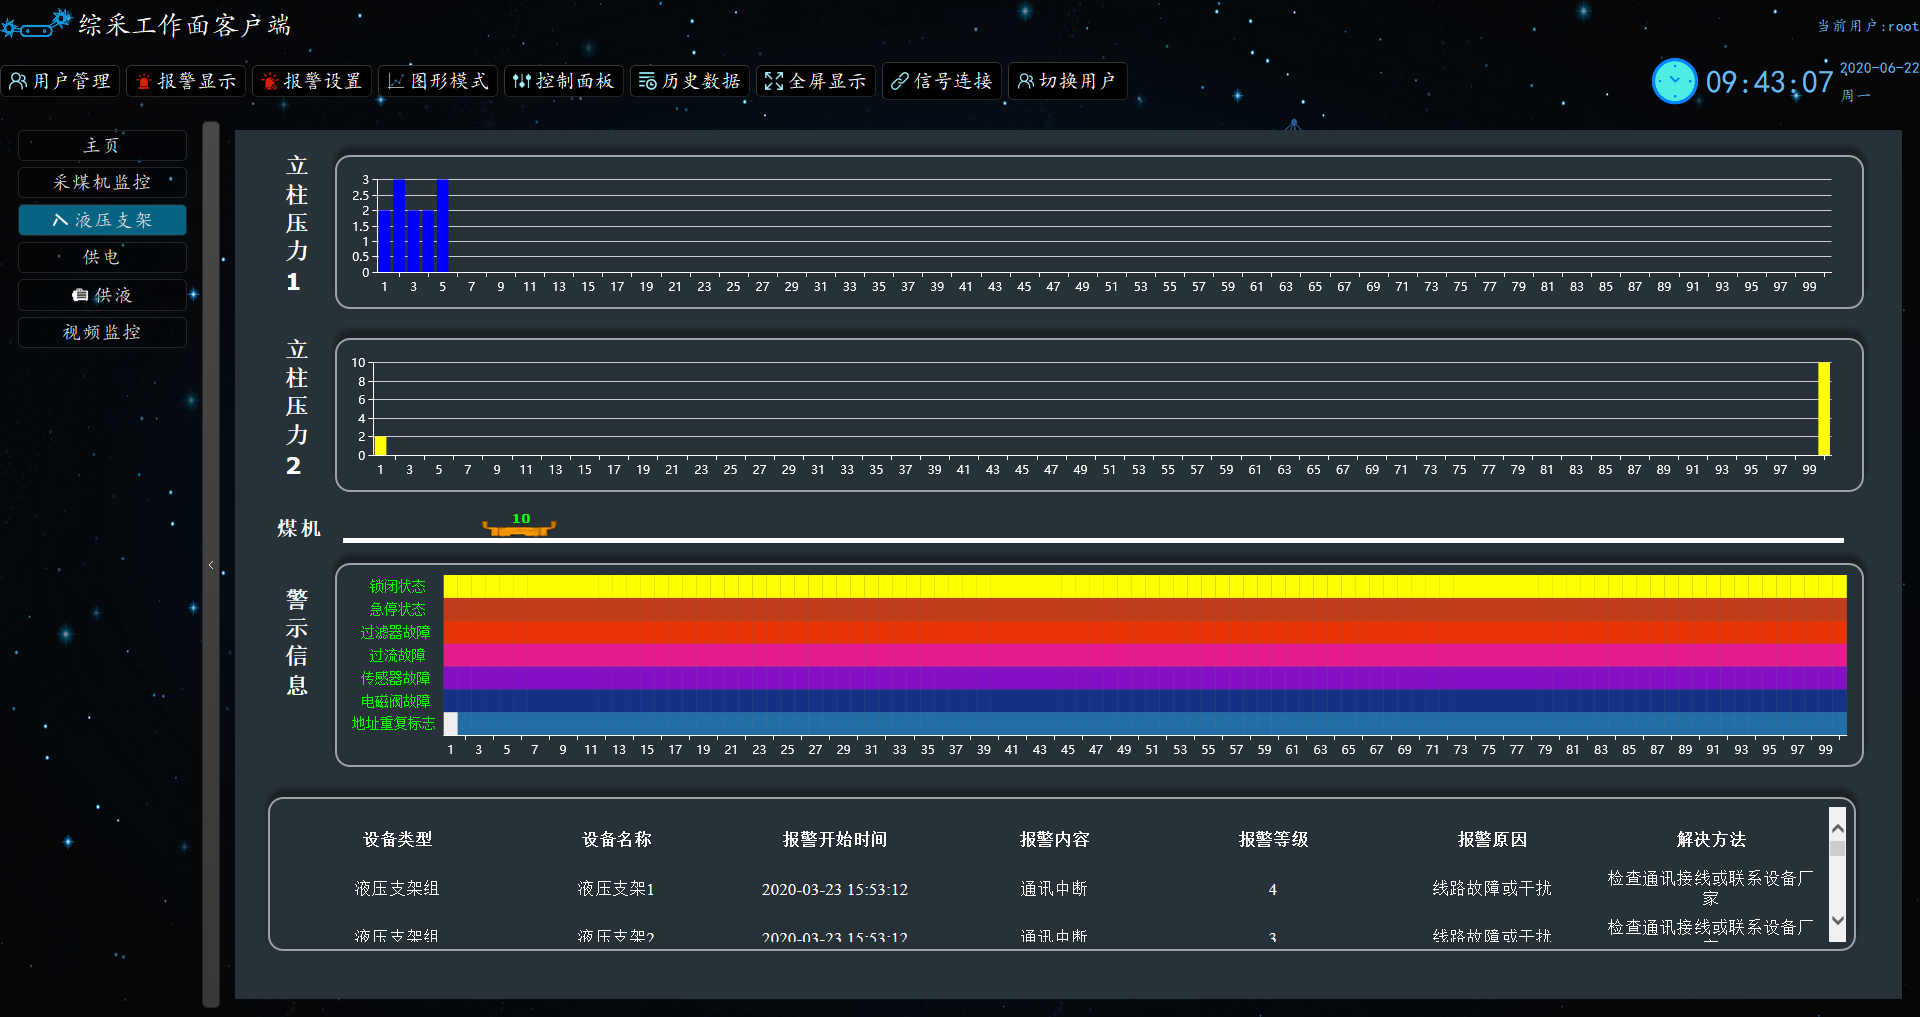 综采工作面客户端
当前用户:root
用户管理 报警显示 报警设置 图形模式 控制面板 历史数据 全屏显示 信号连接 切换用户
09:43:07
2020-06-22
周一
主页
采煤机监控
液压支架
供电
供液
视频监控
立柱压力1
3
2.5
2
1.5
1
0.5
0
1 3 5 7 9 11 13 15 17 19 21 23 25 27 29 31 33 35 37 39 41 43 45 47 49 51 53 55 57 59 61 63 65 67 69 71 73 75 77 79 81 83 85 87 89 91 93 95 97 99
立柱压力2
10
8
6
4
2
0
1 3 5 7 9 11 13 15 17 19 21 23 25 27 29 31 33 35 37 39 41 43 45 47 49 51 53 55 57 59 61 63 65 67 69 71 73 75 77 79 81 83 85 87 89 91 93 95 97 99
煤机
10
警示信息
锁闭状态
急停状态
过滤器故障
过流故障
传感器故障
电磁阀故障
地址重复标志
1 3 5 7 9 11 13 15 17 19 21 23 25 27 29 31 33 35 37 39 41 43 45 47 49 51 53 55 57 59 61 63 65 67 69 71 73 75 77 79 81 83 85 87 89 91 93 95 97 99
设备类型 设备名称 报警开始时间 报警内容 报警等级 报警原因 解决方法
液压支架组 液压支架1 2020-03-23 15:53:12 通讯中断 4 线路故障或干扰 检查通讯接线或联系设备厂
家
液压支架组 液压支架2 2020-03-23 15:53:12 通讯中断 3 线路故障或干扰 检查通讯接线或联系设备厂